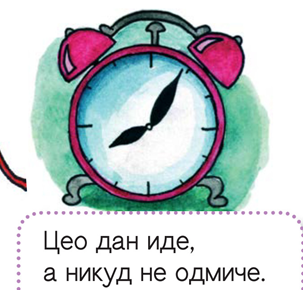 Цео дан иде,
а никуд не одмиче.